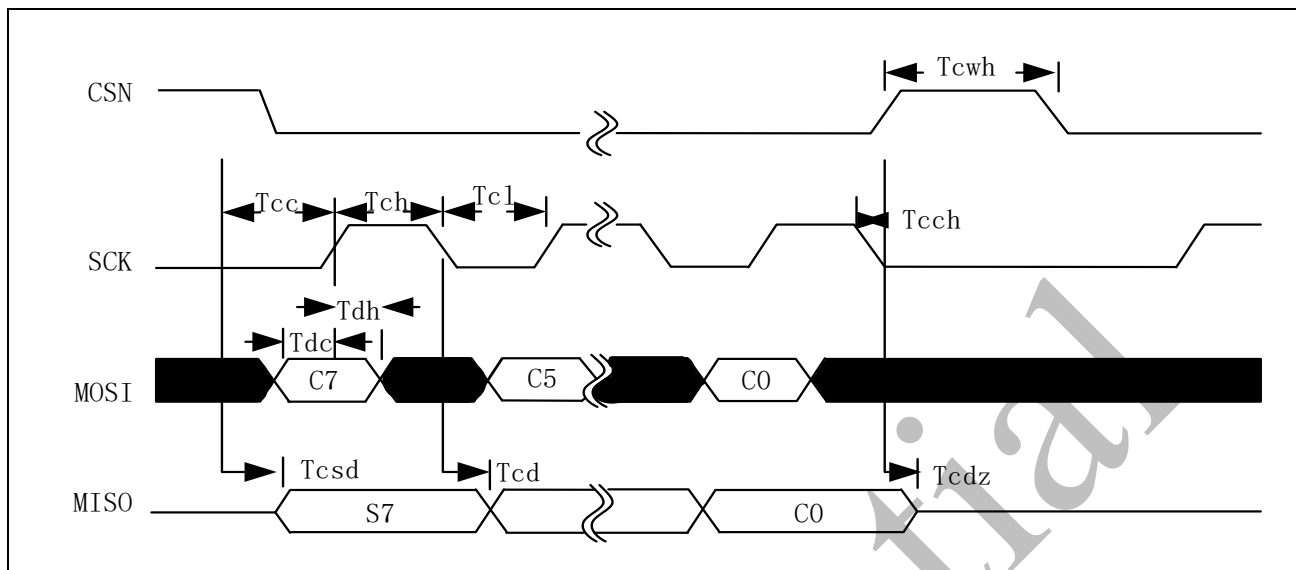 CSN
Tcwh
Tcc
Tch
Tcl
SCK
Tcch
Tdh
Tdc
MOSI
C7
C5
C0
Tcsd
Tcd
Tcdz
MISO
S7
C0
tial